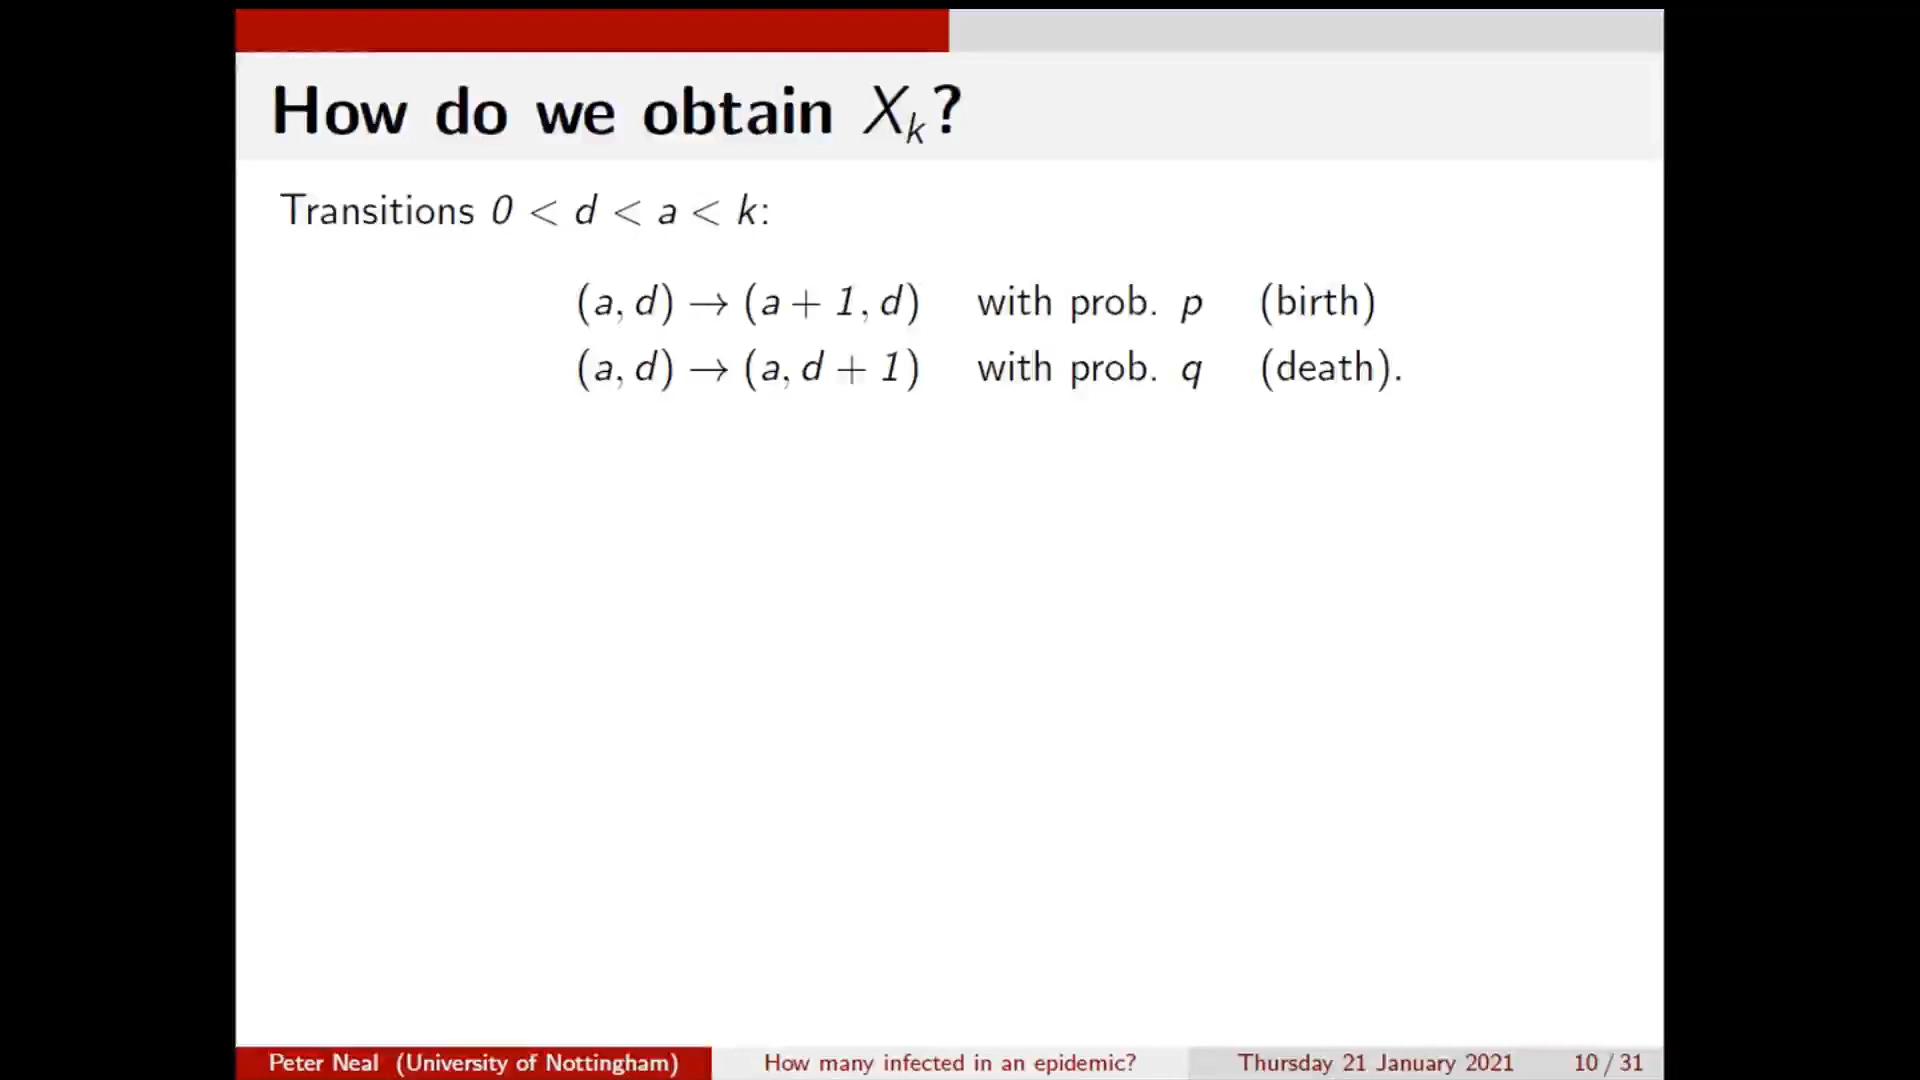 How do we obtain Xₖ?
Transitions 0 < d < a < k:
(a, d) → (a + 1, d) with prob. p (birth)
(a, d) → (a, d + 1) with prob. q (death).
Peter Neal (University of Nottingham) How many infected in an epidemic? Thursday 21 January 2021 10 / 31